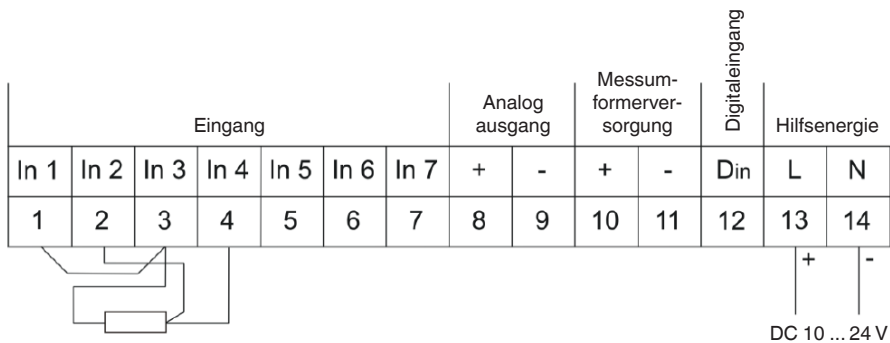 Eingang
Analog
ausgang
Messum-
formerver-
sorgung
Digitaleingang
Hilfsenergie
In 1 In 2 In 3 In 4 In 5 In 6 In 7 + - + - Din L N
1 2 3 4 5 6 7 8 9 10 11 12 13 14
+ -
DC 10 ... 24 V